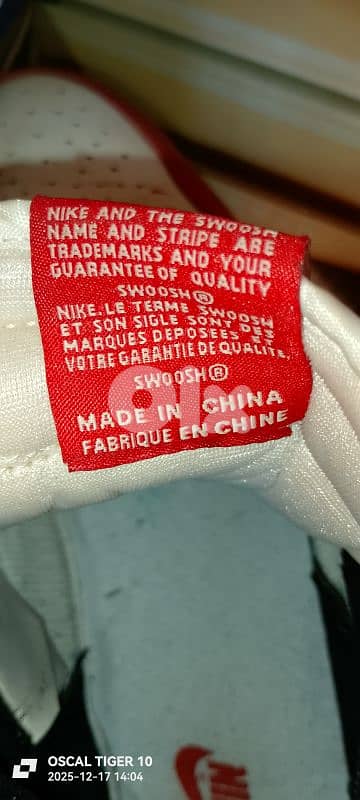 NIKE AND THE SWOOSH
NAME AND STRIPE ARE
TRADEMARKS AND YOUR
GUARANTEE OF QUALITY
SWOOSH®
NIKE. LE TERME SWOOSH
ET SON SIGLE SONT DES
MARQUES DEPOSEES ET
VOTRE GARANTIE DE QUALITE.
SWOOSH®
MADE IN CHINA
FABRIQUE EN CHINE
NIKE
OSCAL TIGER 10
2025-12-17 14:04